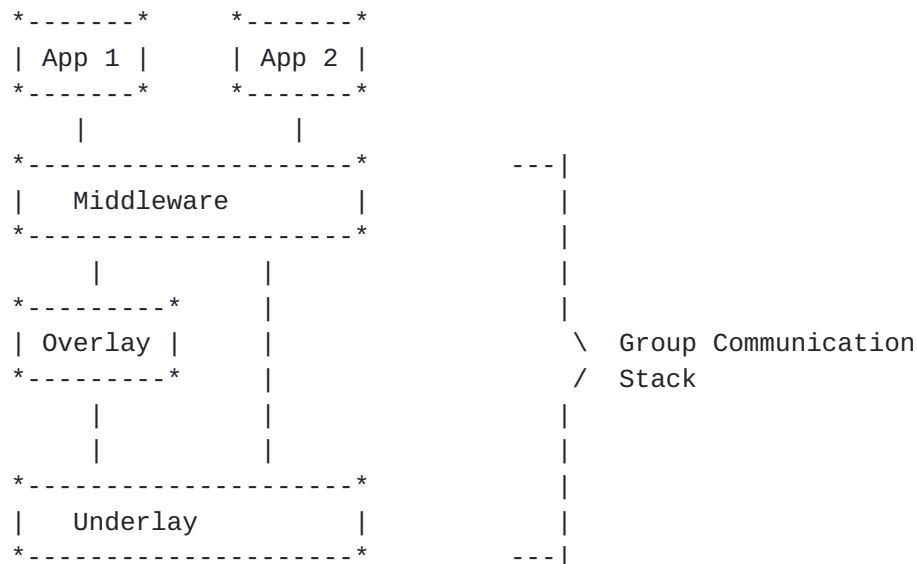 *-------*     *-------*
| App 1 |     | App 2 |
*-------*     *-------*
    |             |
*---------------------*         ---|
|   Middleware        |            |
*---------------------*            |
     |          |                  |
*---------*     |                  |
| Overlay |     |                   \  Group Communication
*---------*     |                   /  Stack
     |          |                  |
     |          |                  |
*---------------------*            |
|   Underlay          |            |
*---------------------*         ---|